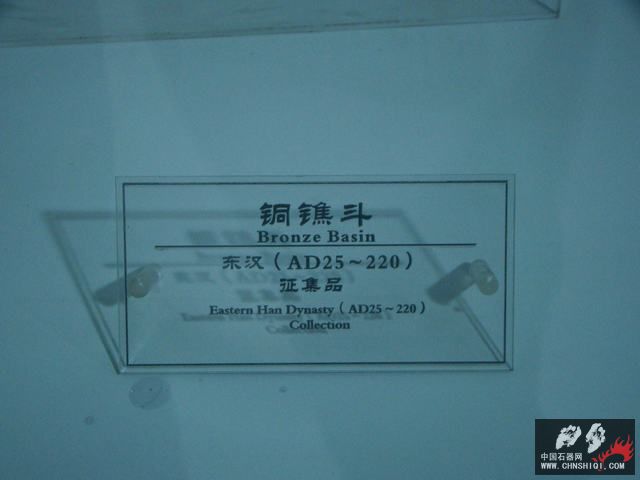 铜镌斗
Bronze Basin
东汉（AD25～220）
征集品
Eastern Han Dynasty（AD25～220）
Collection
中国石器网
WWW.CHNSHIQI.COM